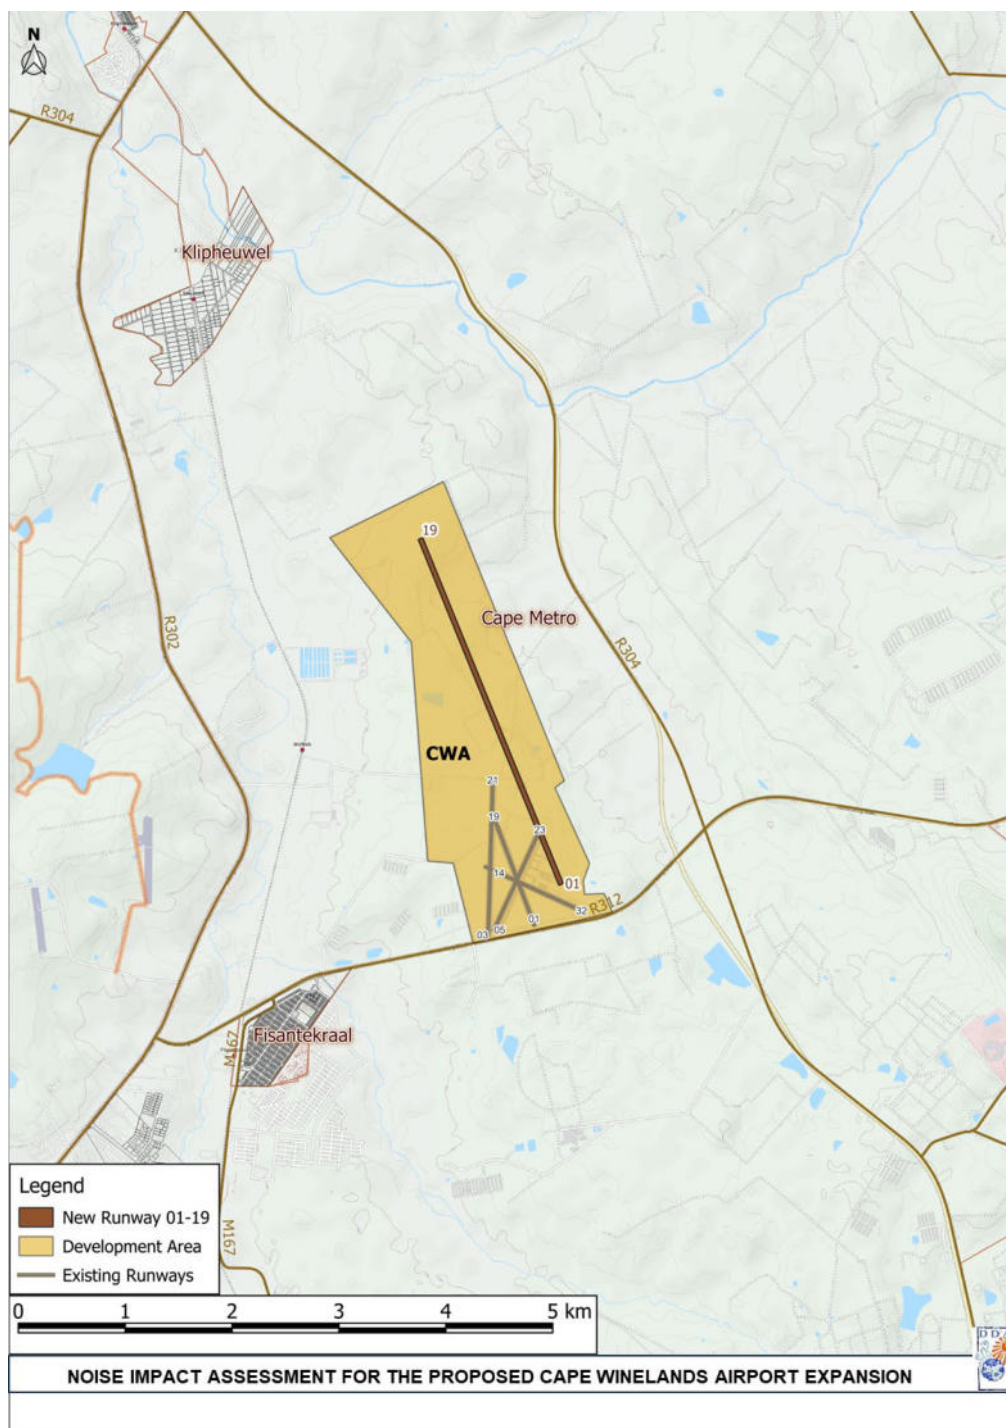 N
R304
Klipheuwel
19
Cape Metro
R302
R304
CWA
21
19
23
14
01
32
R312
01
03
05
Fisantekraal
M167
M167
Legend
New Runway 01-19
Development Area
Existing Runways
0 1 2 3 4 5 km
NOISE IMPACT ASSESSMENT FOR THE PROPOSED CAPE WINELANDS AIRPORT EXPANSION